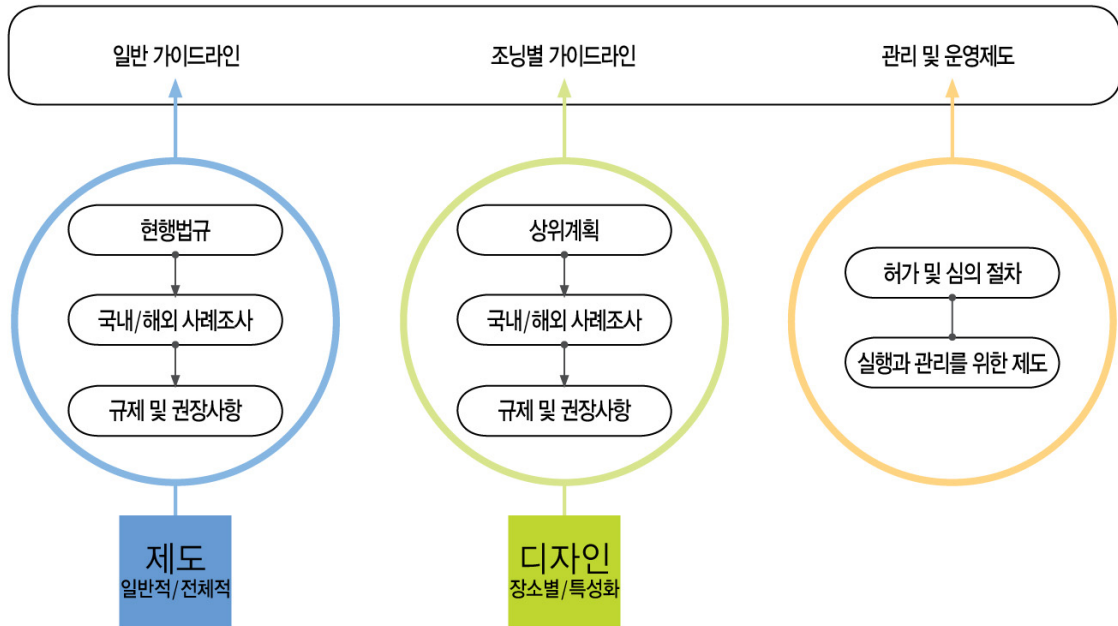 일반 가이드라인
조닝별 가이드라인
관리 및 운영제도
현행법규
국내/해외 사례조사
규제 및 권장사항
상위계획
국내/해외 사례조사
규제 및 권장사항
허가 및 심의 절차
실행과 관리를 위한 제도
제도
일반적/전체적
디자인
장소별/특성화